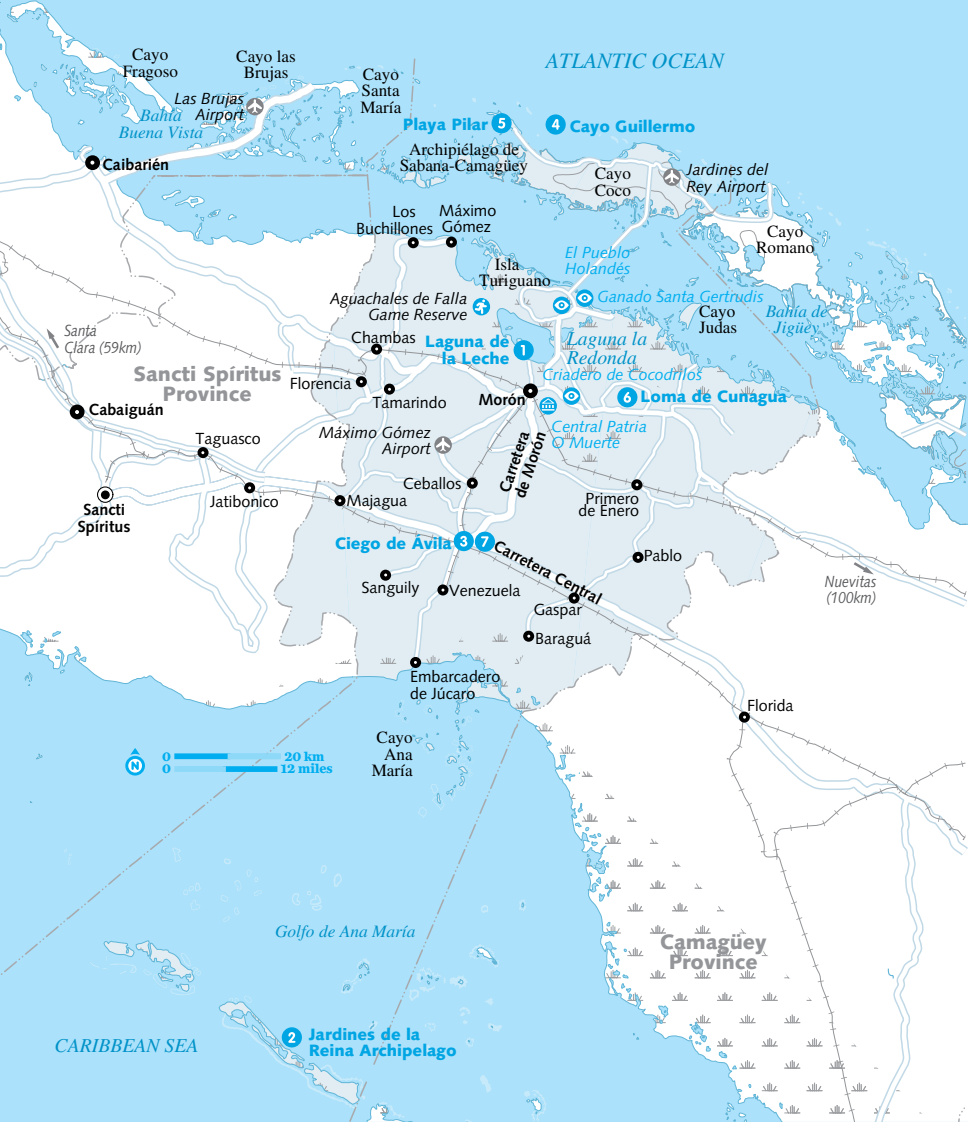 ATLANTIC OCEAN
Cayo
Fragoso
Cayo las
Brujas
Cayo
Santa
María
Las Brujas
Airport
Bahía
Buena Vista
Caibarién
Playa Pilar 5
4 Cayo Guillermo
Archipiélago de
Sabana-Camagüey
Cayo
Coco
Jardines del
Rey Airport
Los
Buchillones
Máximo
Gómez
Cayo
Romano
El Pueblo
Holandés
Isla
Turiguano
Aguachales de Falla
Game Reserve
Ganado Santa Gertrudis
Cayo
Judas
Bahía de
Jigüey
Santa
Clara (59km)
Chambas
Laguna de
la Leche 1
Laguna la
Redonda
Criadero de Cocodrilos
Sancti Spíritus
Province
Florencia
Tamarindo
Morón
6 Loma de Cunagua
Cabaiguán
Central Patria
O Muerte
Taguasco
Máximo Gómez
Airport
Carretera
de Morón
Ceballos
Sancti
Spíritus
Jatibonico
Majagua
Primero
de Enero
Ciego de Ávila 3 7
Carretera Central
Pablo
Sanguily
Venezuela
Gaspar
Nuevitas
(100km)
Baraguá
Embarcadero
de Júcaro
Florida
Cayo
Ana
María
N
0 20 km
0 12 miles
Golfo de Ana María
Camagüey
Province
2 Jardines de la
Reina Archipelago
CARIBBEAN SEA